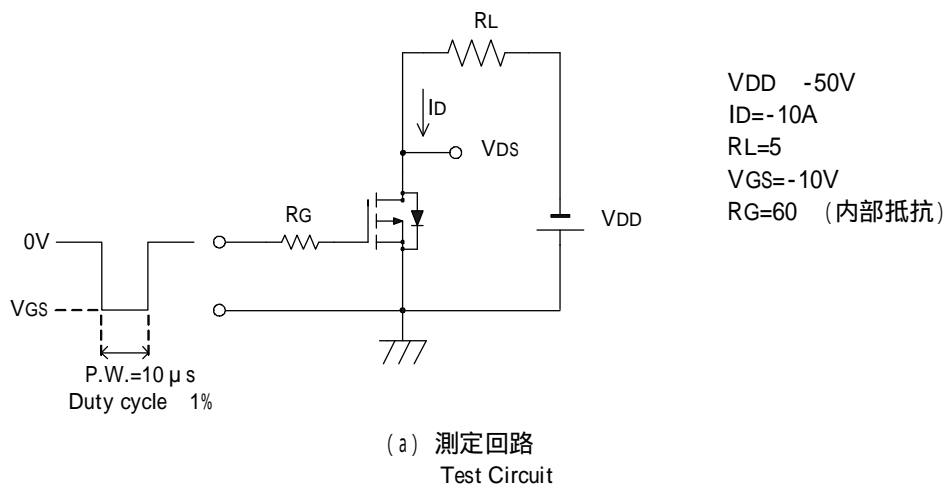 RL
ID
VDS
RG
VDD
0V
VGS
P.W.=10 μs
Duty cycle 1%
VDD -50V
ID=-10A
RL=5
VGS=-10V
RG=60 (内部抵抗)
(a) 測定回路
Test Circuit